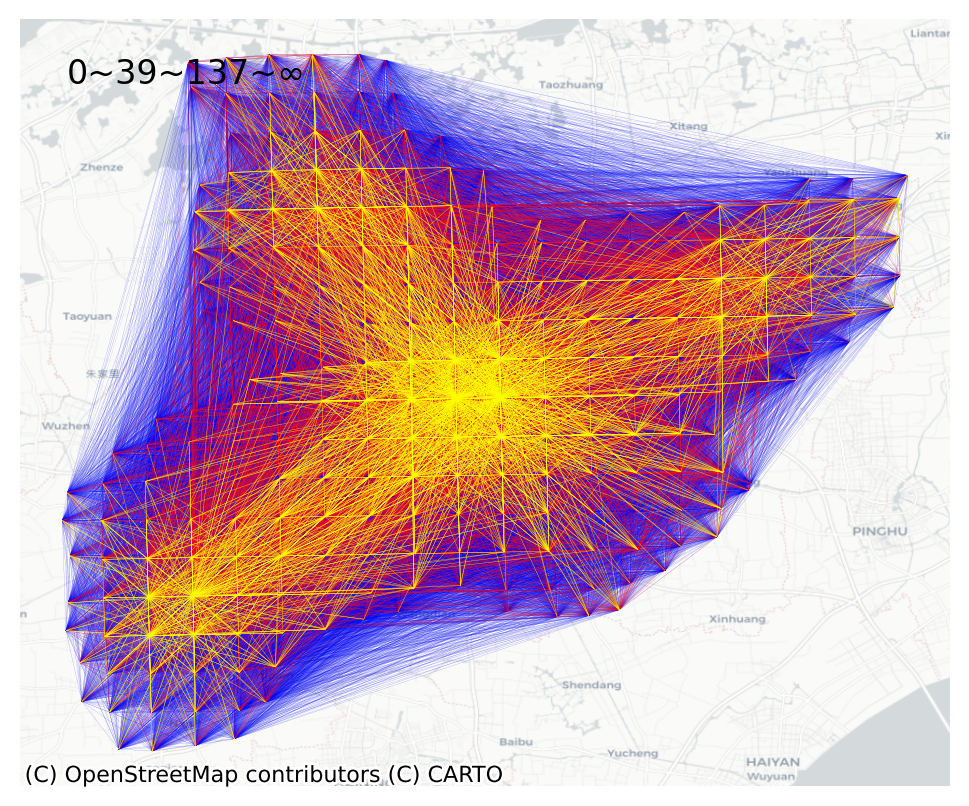 Liantan
0~39~137~∞
Taozhuang
Xitang
Xin
Zhenze
Yaozhuang
Taoyuan
朱家里
Wuzhen
PINGHU
Xinhuang
Shendang
Baibu
Yucheng
HAIYAN
Wuyuan
(C) OpenStreetMap contributors (C) CARTO